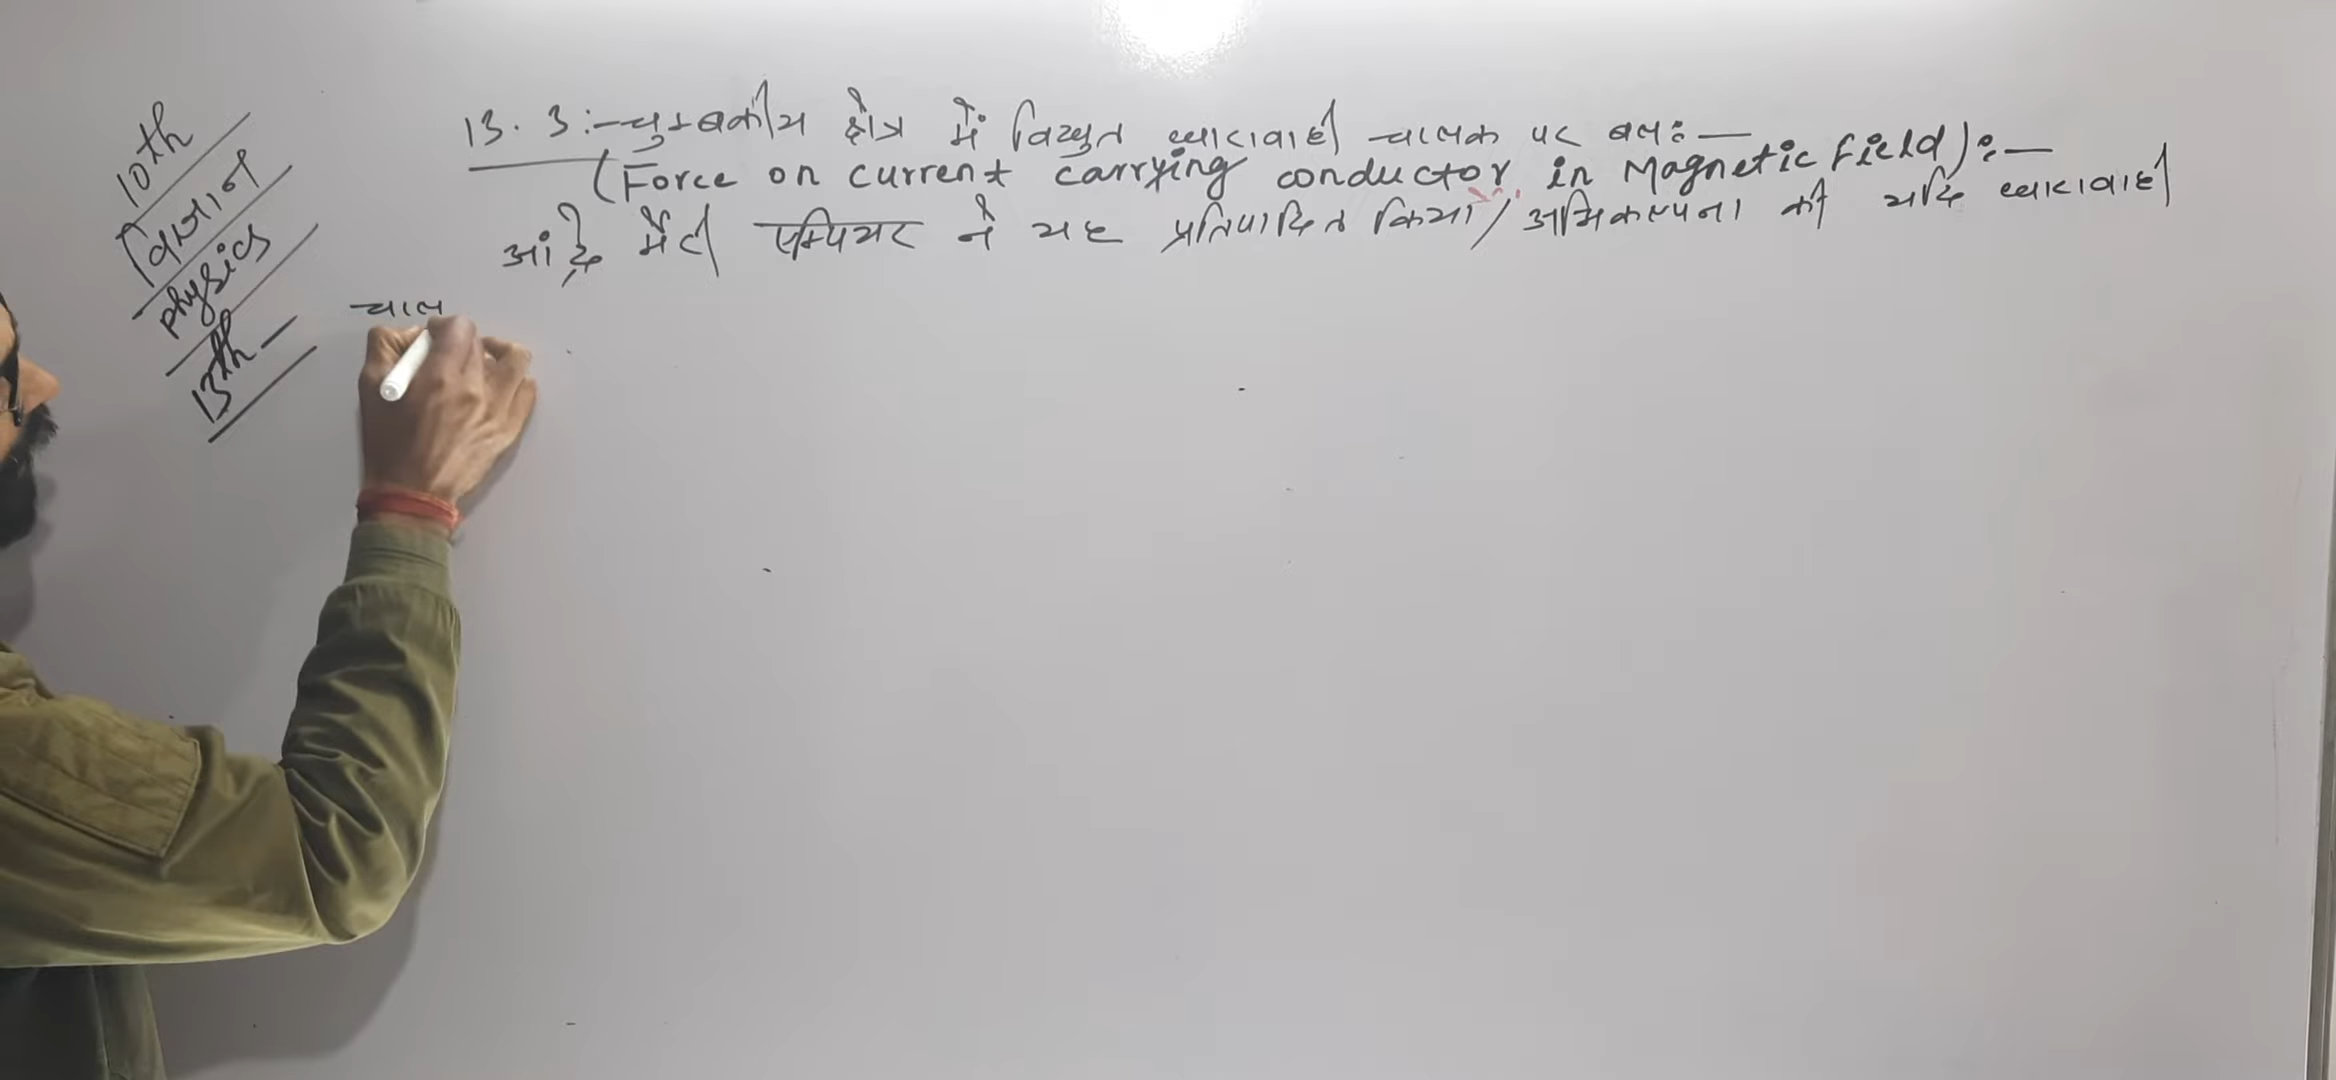 10th
विज्ञान
physics
13th
13.3:-चुम्बकीय क्षेत्र में विद्युत धारावाही चालक पर बल:-
(Force on current carrying conductor in Magnetic field):-
आंद्रे मैरी एम्पियर ने यह प्रतिपादित किया/अभिकल्पना की यदि धारावाही
चाल